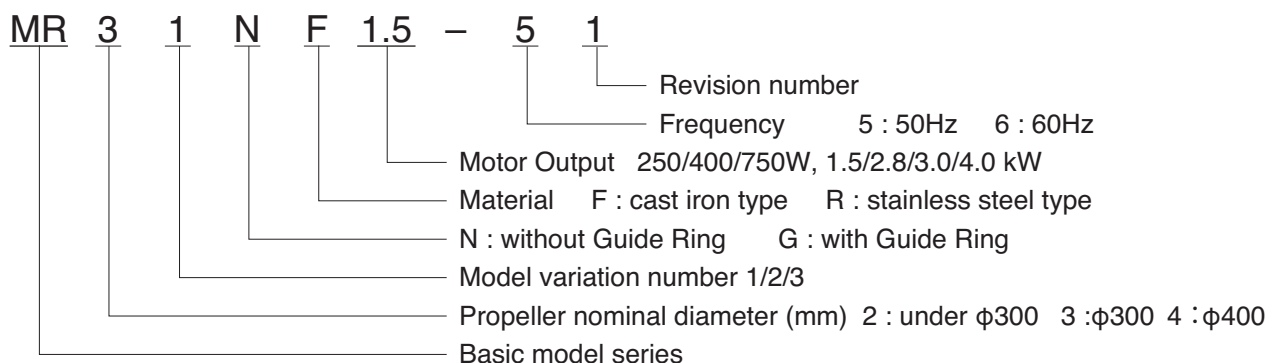 MR 3 1 N F 1.5 – 5 1
Revision number
Frequency 5 : 50Hz 6 : 60Hz
Motor Output 250/400/750W, 1.5/2.8/3.0/4.0 kW
Material F : cast iron type R : stainless steel type
N : without Guide Ring G : with Guide Ring
Model variation number 1/2/3
Propeller nominal diameter (mm) 2 : under φ300 3 :φ300 4：φ400
Basic model series